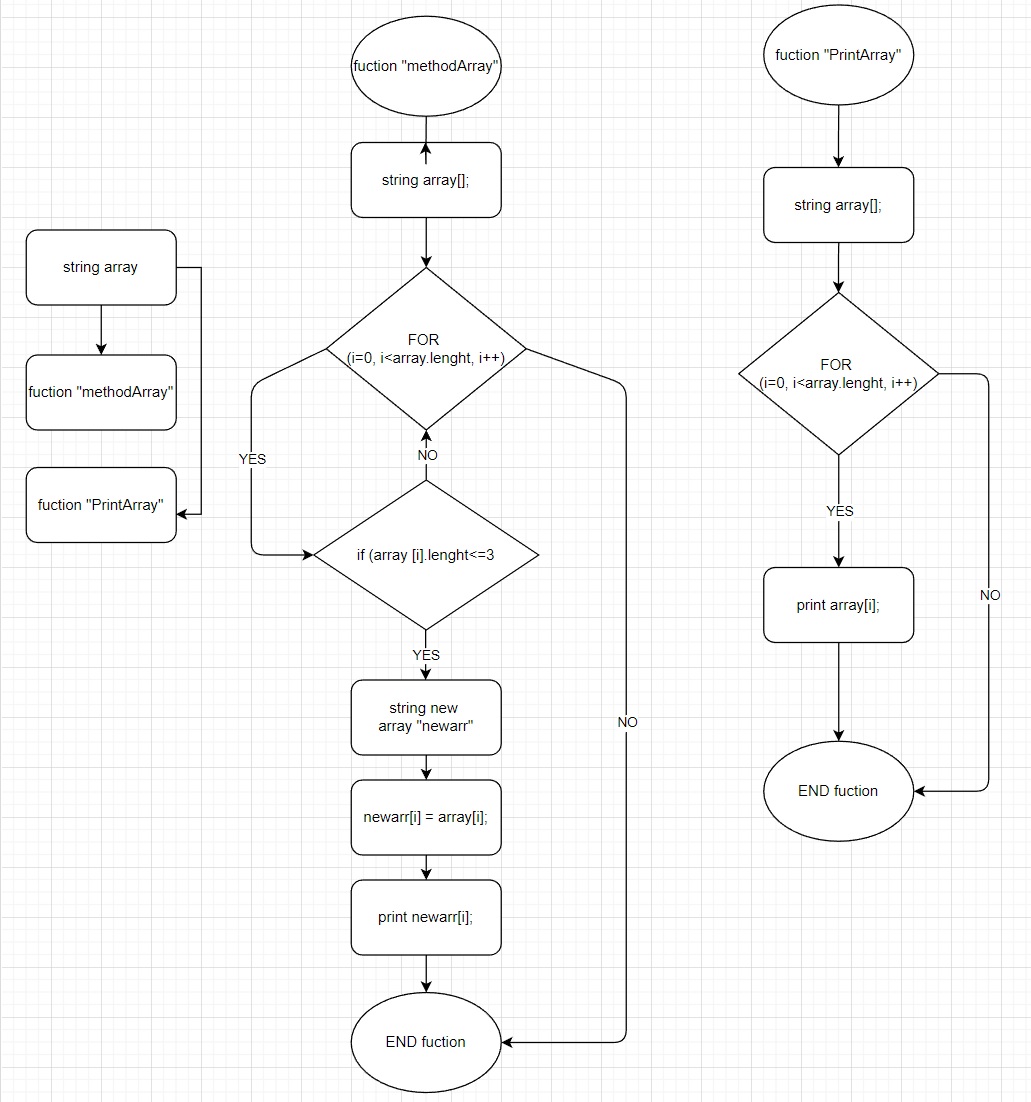 string array
fuction "methodArray"
fuction "PrintArray"
fuction "methodArray"
string array[];
FOR
(i=0, i<array.lenght, i++)
YES
NO
if (array [i].lenght<=3
YES
string new
array "newarr"
newarr[i] = array[i];
print newarr[i];
NO
END fuction
fuction "PrintArray"
string array[];
FOR
(i=0, i<array.lenght, i++)
YES
print array[i];
NO
END fuction